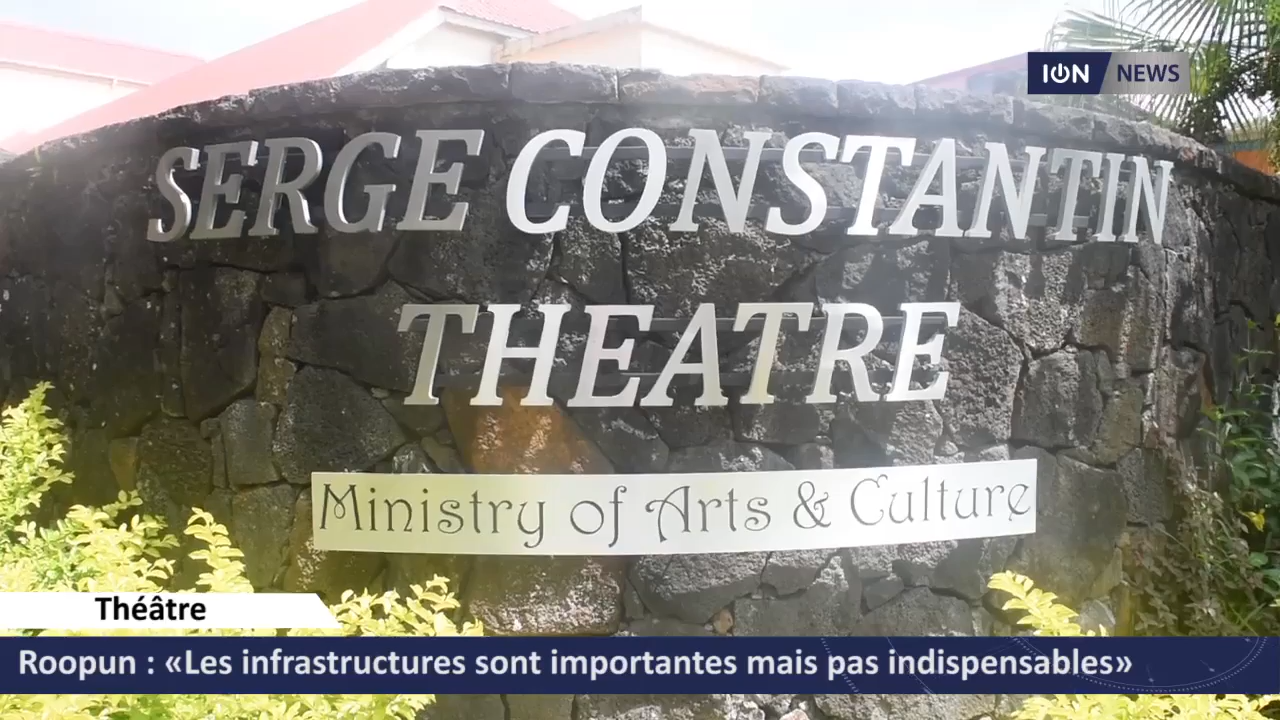 ION NEWS
SERGE CONSTANTIN
THEATRE
Ministry of Arts & Culture
Théâtre
Roopun : «Les infrastructures sont importantes mais pas indispensables»